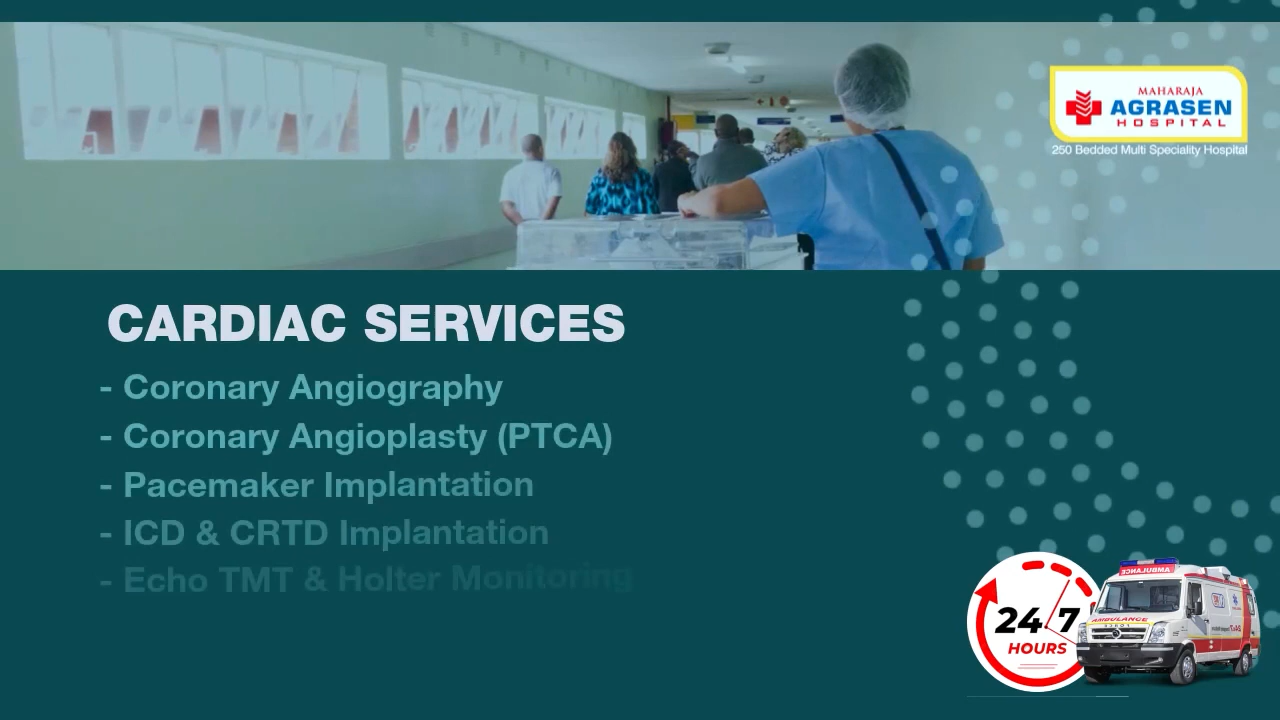 MAHARAJA
AGRASEN
HOSPITAL
250 Bedded Multi Speciality Hospital
CARDIAC SERVICES
- Coronary Angiography
- Coronary Angioplasty (PTCA)
- Pacemaker Implantation
- ICD & CRTD Implantation
- Echo TMT & Holter Monitoring
24 7
HOURS
AMBULANCE
AMBULANCE